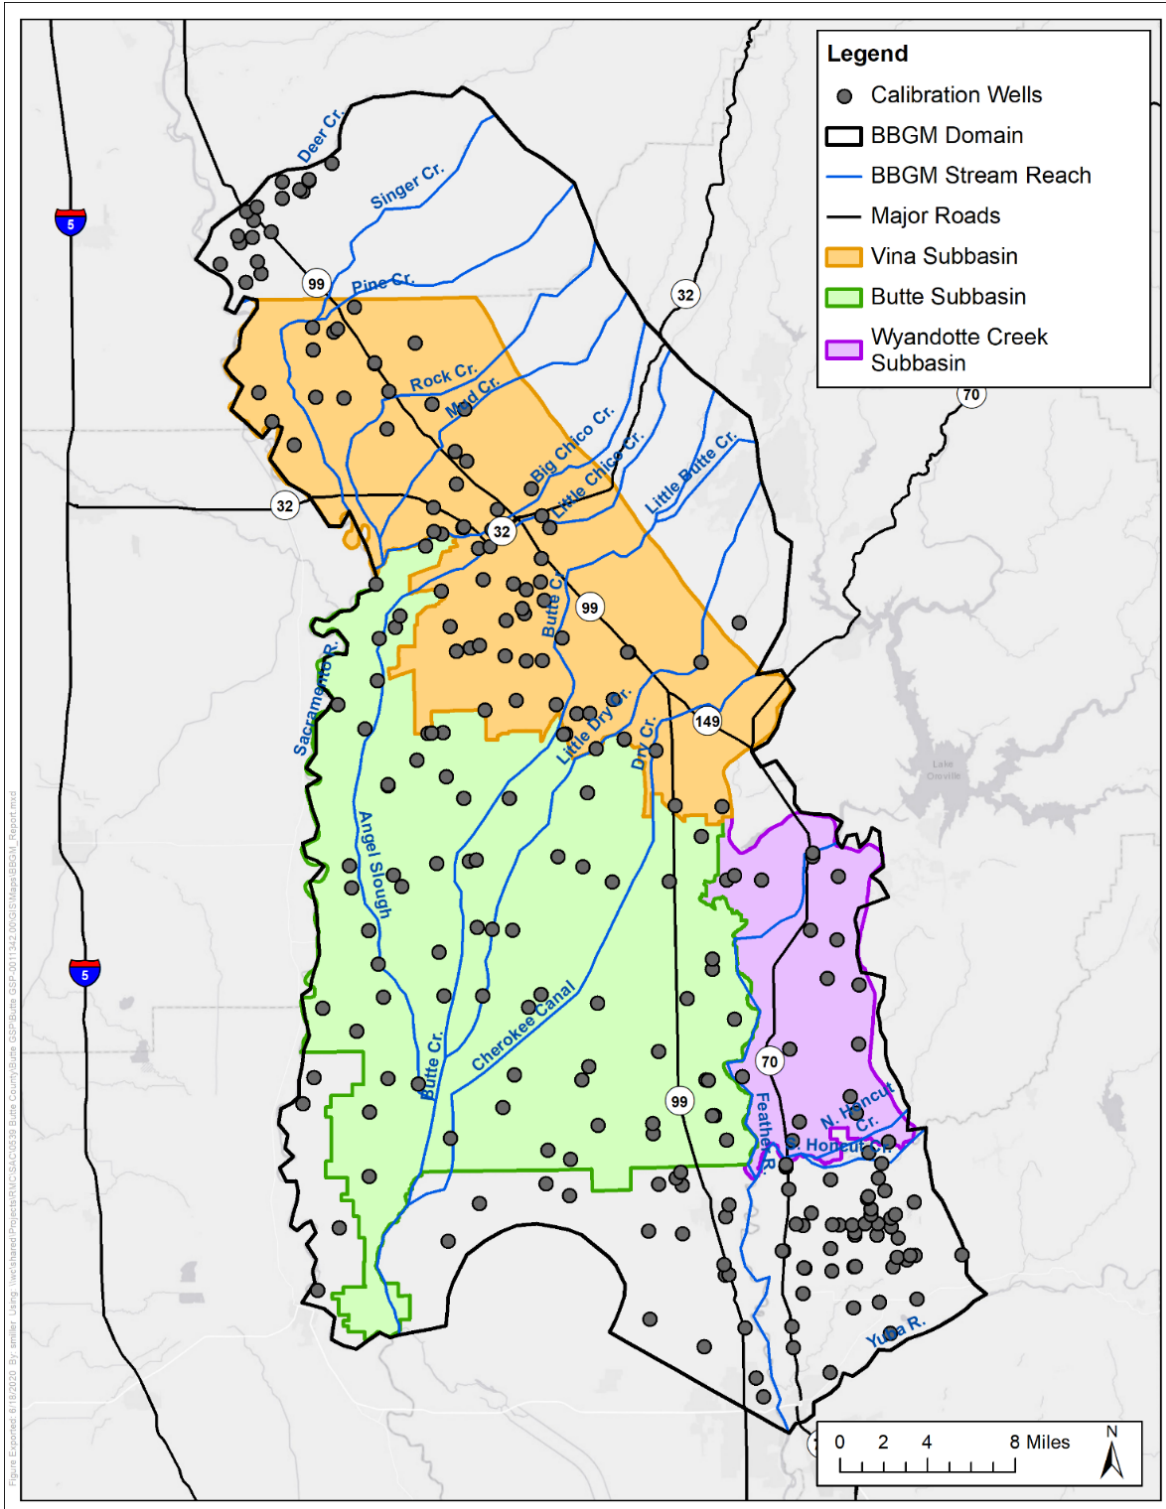 Legend
Calibration Wells
BBGM Domain
BBGM Stream Reach
Major Roads
Vina Subbasin
Butte Subbasin
Wyandotte Creek
Subbasin
Deer Cr.
Singer Cr.
5
99
Pine Cr.
32
70
Rock Cr.
Mud Cr.
Big Chico Cr.
Little Chico Cr.
Little Butte Cr.
32
32
99
Butte Cr.
Sacramento R.
Little Dry Cr.
Dry Cr.
149
Lake
Oroville
Angel Slough
5
Cherokee Canal
Butte Cr.
70
99
Feather R.
N. Honcut
Cr.
S. Honcut Cr.
Yuba R.
0 2 4 8 Miles
N